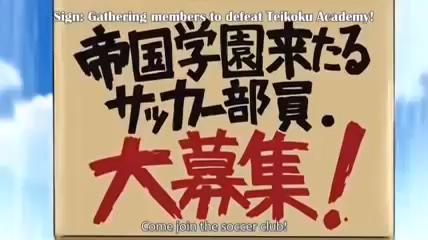 Sign: Gathering members to defeat Teikoku Academy!
帝国学園来たる
サッカー部員.
大募集!
Come join the soccer club!